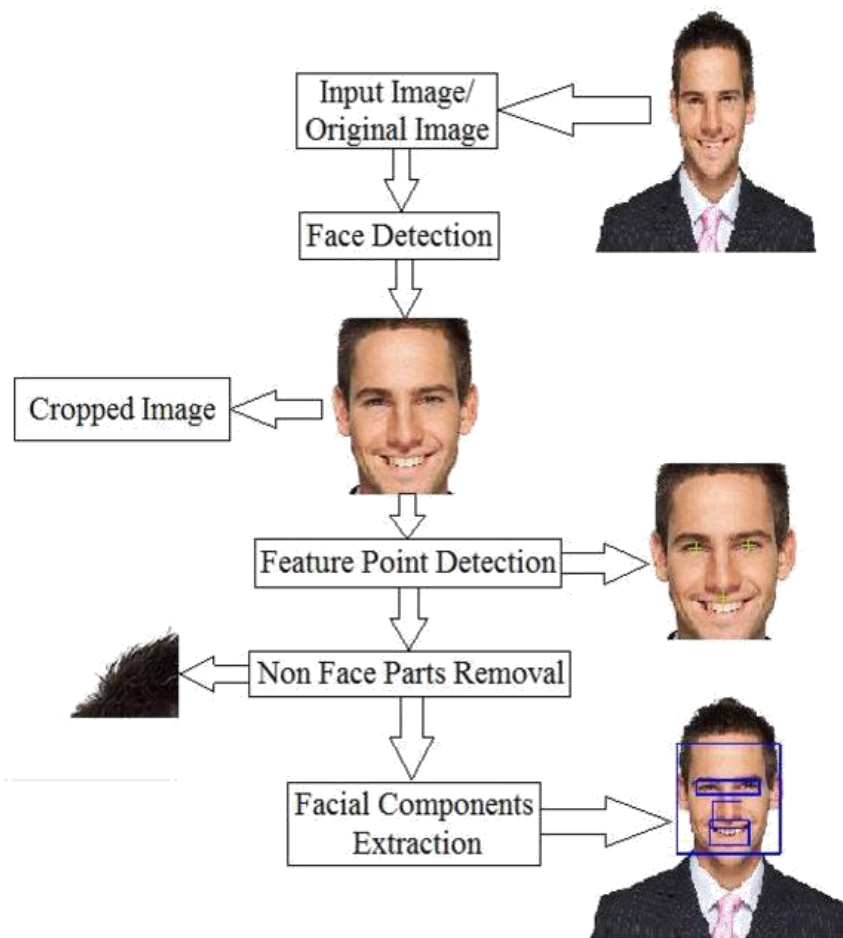 Input Image/
Original Image
Face Detection
Cropped Image
Feature Point Detection
Non Face Parts Removal
Facial Components
Extraction